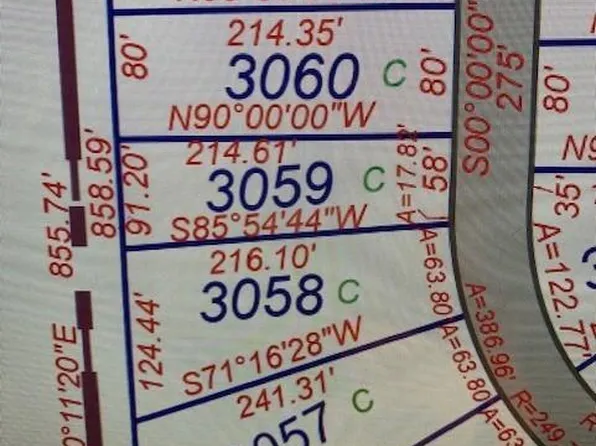 214.35'
80'
3060 C
80'
N90°00'00"W
S00°00'00"
275'
80'
214.61'
91.20'
3059 C
A=17.82'
58'
S85°54'44"W
858.59'
855.74'
35'
216.10'
3058 C
A=63.80
124.44'
S71°16'28"W
A=386.96'
A=122.77'
241.31'
C
A=63.80
R=249
0°11'20"E
057